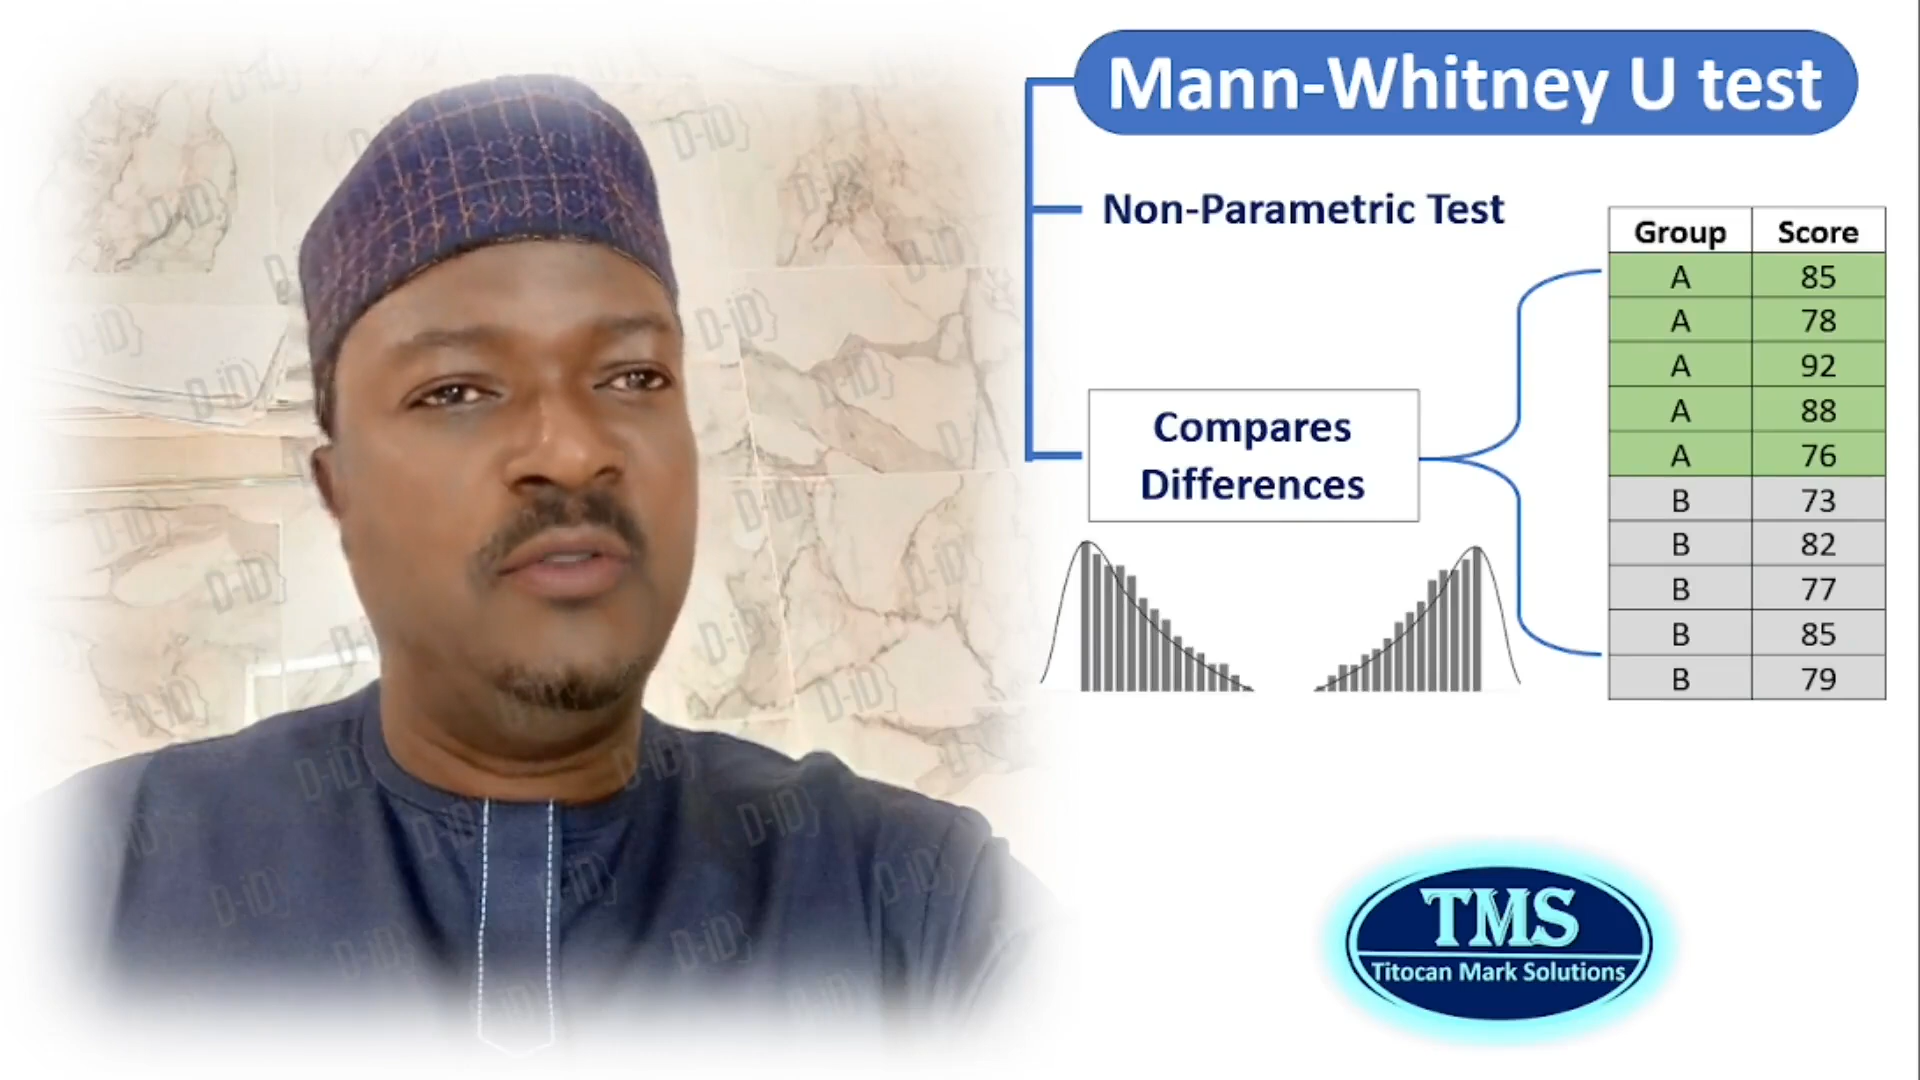 Mann-Whitney U test
Non-Parametric Test
Compares
Differences
Group Score
A 85
A 78
A 92
A 88
A 76
B 73
B 82
B 77
B 85
B 79
TMS
Titocan Mark Solutions
D-iD